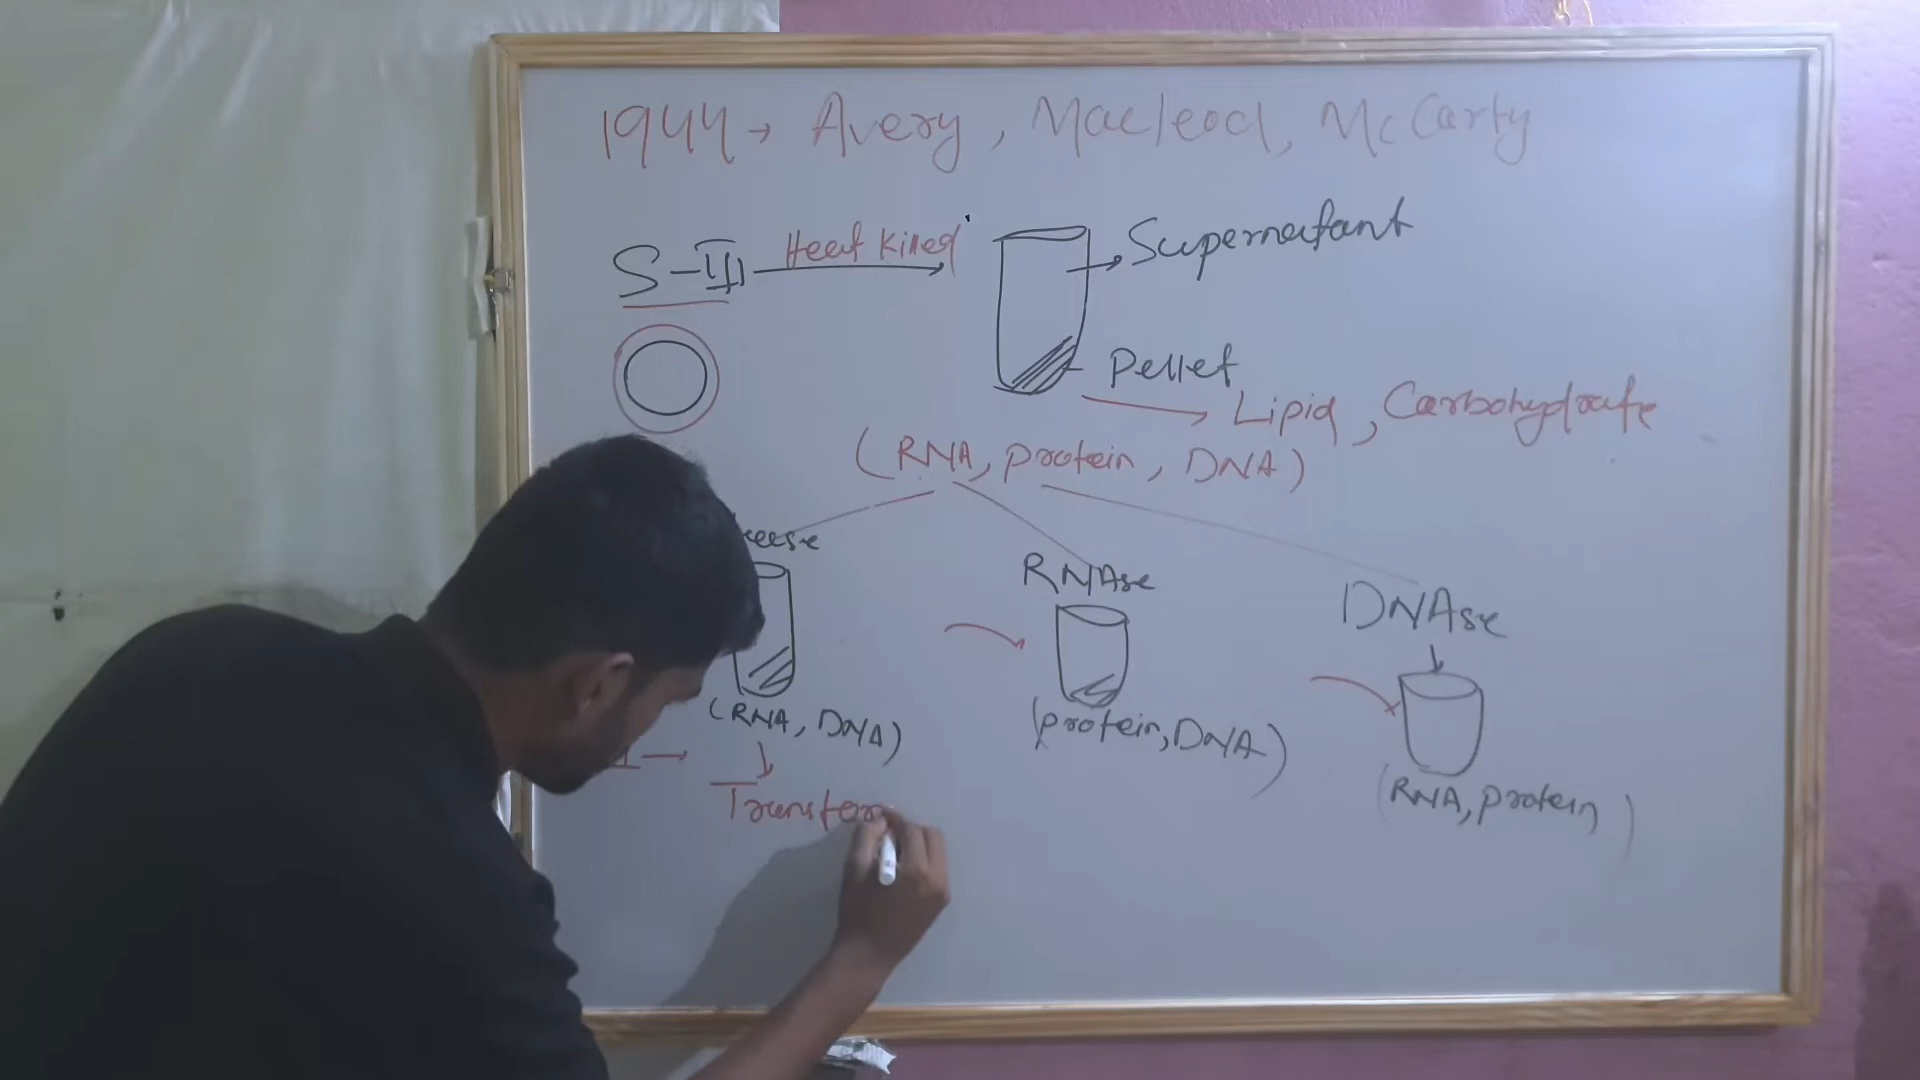 1944 → Avery, Macleod, McCarty
S-III Heat Killed → Supernatant
Pellet
→ Lipid, Carbohydrate
(RNA, protein, DNA)
RNAse
DNAse
(RNA, DNA)
(protein, DNA)
(RNA, protein)
Transfor